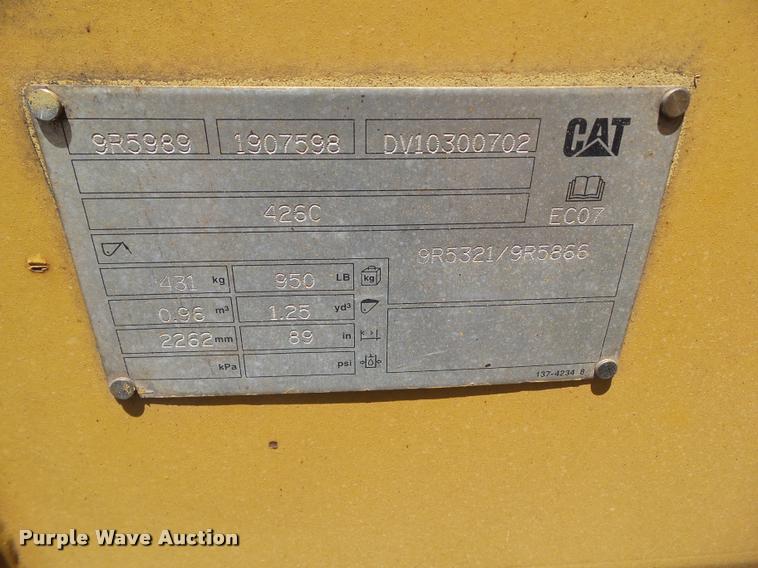 9R5989 1907598 DV10300702 CAT
426C EC07
9R5321/9R5866
431 kg 950 LB kg
0.96 m³ 1.25 yd³
2262 mm 89 in
kPa psi
137-4234 8
Purple Wave Auction